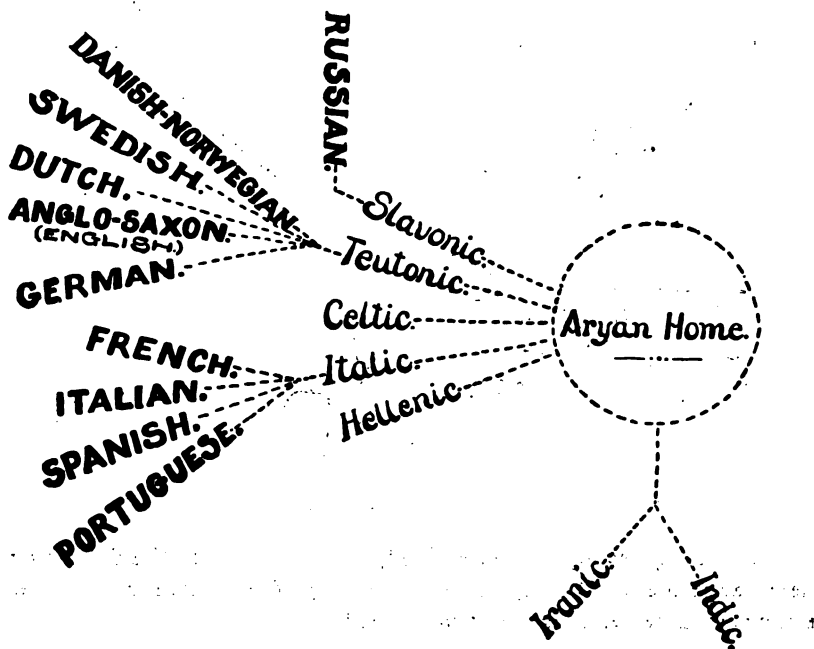 RUSSIAN.
DANISH-NORWEGIAN.
SWEDISH.
DUTCH.
ANGLO-SAXON.
(ENGLISH.)
GERMAN.
FRENCH.
ITALIAN.
SPANISH.
PORTUGUESE.
Slavonic.
Teutonic.
Celtic.
Italic.
Hellenic
Aryan Home.
Iranic.
Indic.